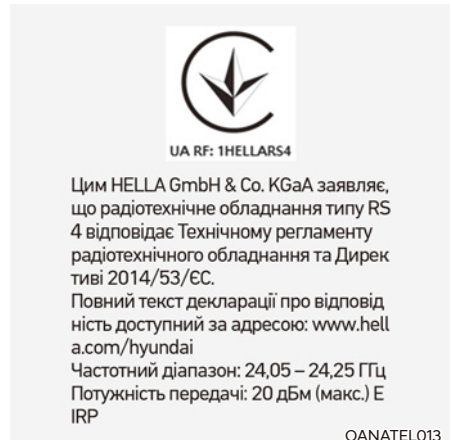 UA RF: 1HELLARS4
Цим HELLA GmbH & Co. KGaA заявляє,
що радіотехнічне обладнання типу RS
4 відповідає Технічному регламенту
радіотехнічного обладнання та Дирек
тиві 2014/53/ЄС.
Повний текст декларації про відповід
ність доступний за адресою: www.hell
a.com/hyundai
Частотний діапазон: 24,05 – 24,25 ГГц
Потужність передачі: 20 дБм (макс.) E
IRP
OANATEL013